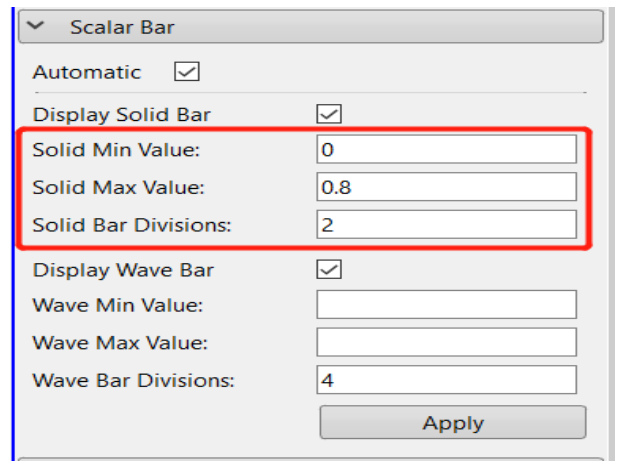 Scalar Bar
Automatic
Display Solid Bar
Solid Min Value: 0
Solid Max Value: 0.8
Solid Bar Divisions: 2
Display Wave Bar
Wave Min Value:
Wave Max Value:
Wave Bar Divisions: 4
Apply